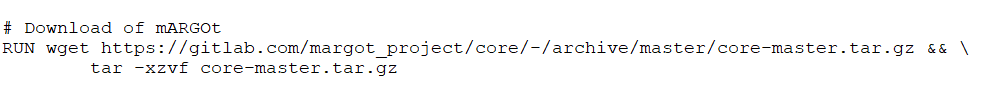 # Download of mARGOt
RUN wget https://gitlab.com/margot_project/core/-/archive/master/core-master.tar.gz && \
tar -xzvf core-master.tar.gz